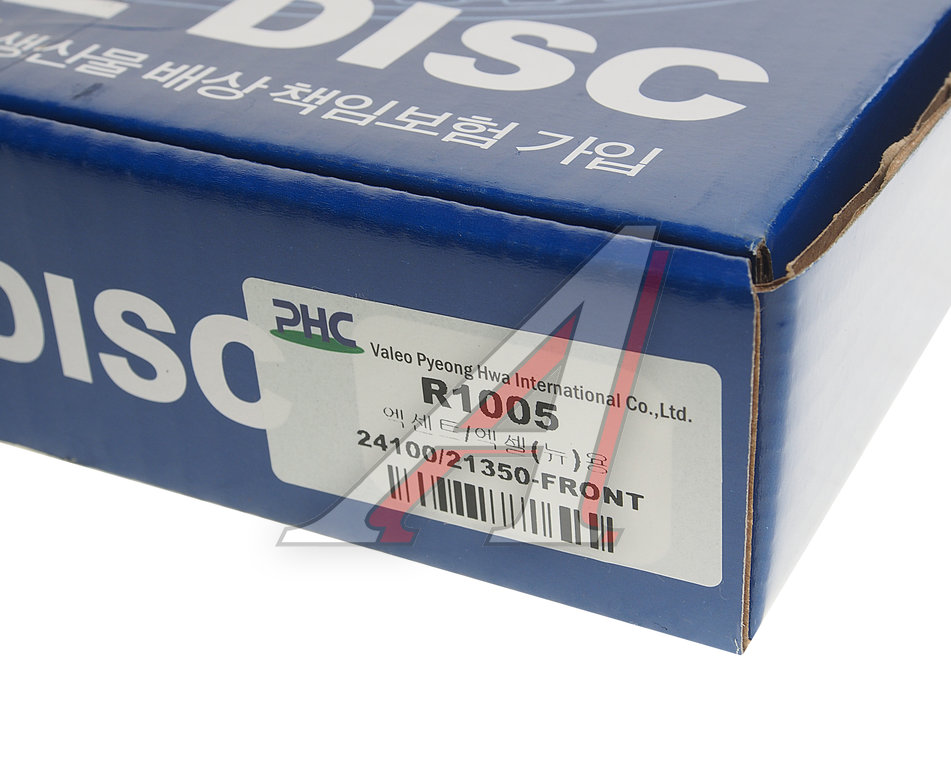 DISC
생산물 배상 책임보험 가입
DISC
PHC
Valeo Pyeong Hwa International Co.,Ltd.
R1005
엑센트/엑셀(뉴)용
24100/21350-FRONT